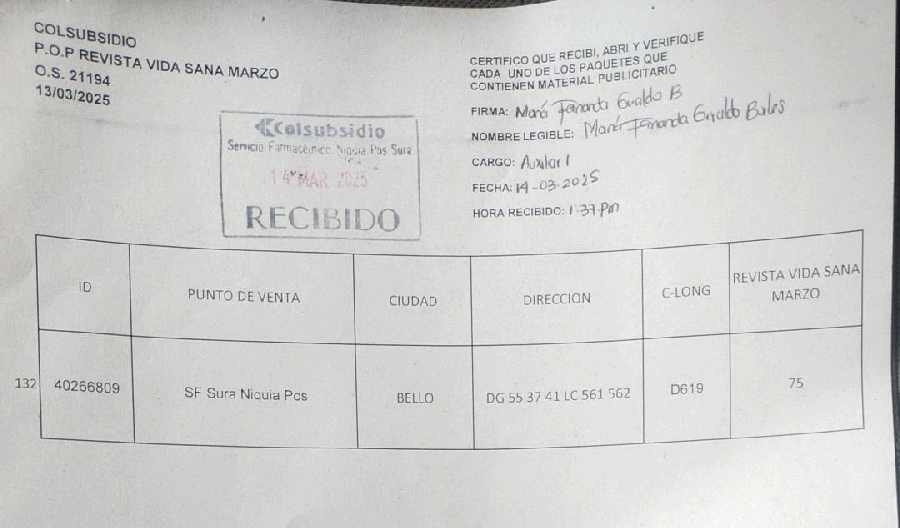 COLSUBSIDIO
P.O.P REVISTA VIDA SANA MARZO
O.S. 21194
13/03/2025
Colsubsidio
Servicio Farmacéutico Niquia Pos Sura
14 MAR 2025
RECIBIDO
CERTIFICO QUE RECIBI, ABRI Y VERIFIQUE
CADA UNO DE LOS PAQUETES QUE
CONTIENEN MATERIAL PUBLICITARIO
FIRMA: María Fernanda Giraldo B
NOMBRE LEGIBLE: María Fernanda Giraldo
CARGO: Auxiliar 1
FECHA: 14-03-2025
HORA RECIBIDO: 1:37 pm
ID PUNTO DE VENTA CIUDAD DIRECCION C-LONG REVISTA VIDA SANA
MARZO
132 40266809 SF Sura Niquia Pos BELLO DG 55 37 41 LC 561 562 D619 75